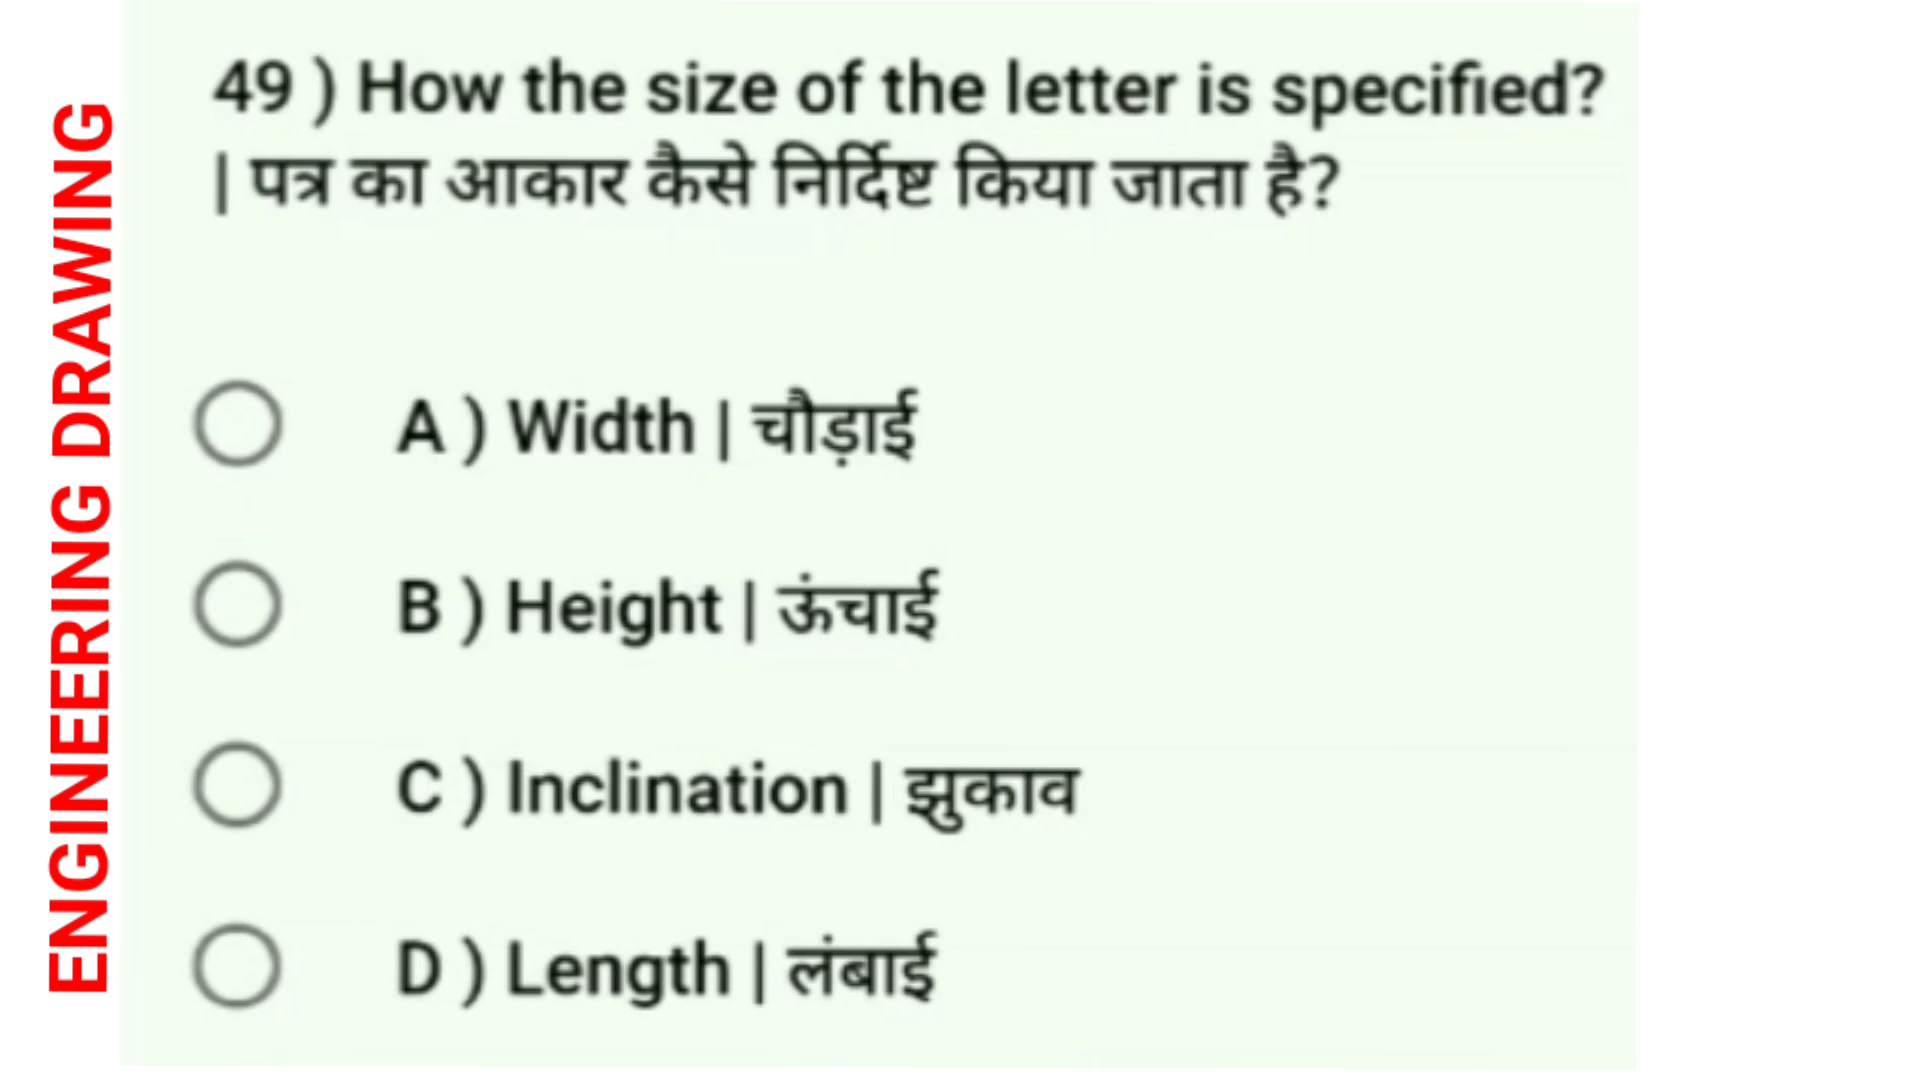 ENGINEERING DRAWING
49 ) How the size of the letter is specified?
| पत्र का आकार कैसे निर्दिष्ट किया जाता है?
A ) Width | चौड़ाई
B ) Height | ऊंचाई
C ) Inclination | झुकाव
D ) Length | लंबाई